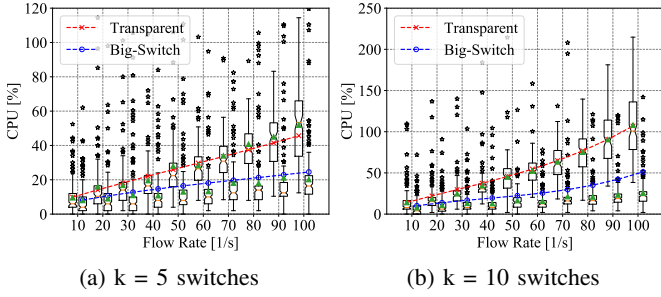 120
100
80
60
40
20
0
CPU [%]
Transparent
Big-Switch
10 20 30 40 50 60 70 80 90 100
Flow Rate [1/s]
(a) k = 5 switches
250
200
150
100
50
0
CPU [%]
Transparent
Big-Switch
10 20 30 40 50 60 70 80 90 100
Flow Rate [1/s]
(b) k = 10 switches